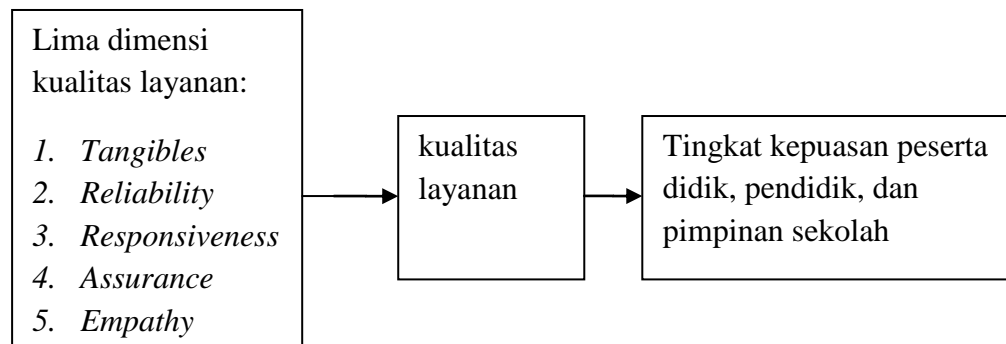 Lima dimensi
kualitas layanan:
1. Tangibles
2. Reliability
3. Responsiveness
4. Assurance
5. Empathy
kualitas
layanan
Tingkat kepuasan peserta
didik, pendidik, dan
pimpinan sekolah